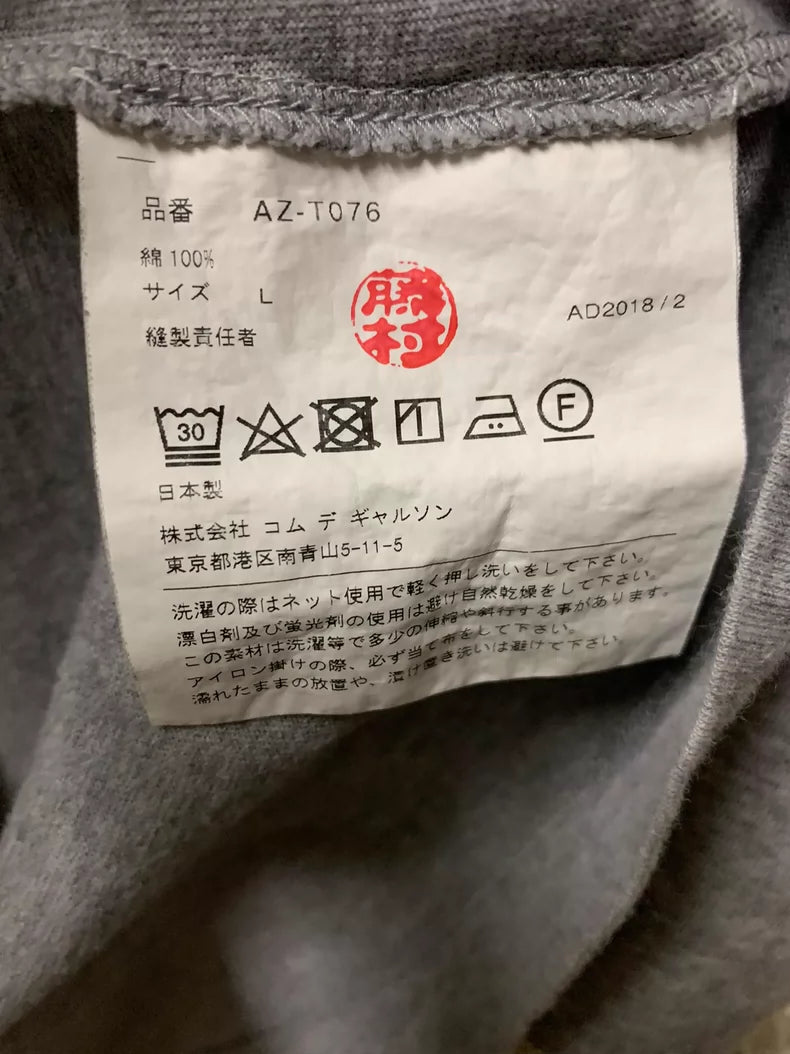 品番 AZ-T076
綿 100%
サイズ L
勝村
AD2018/2
縫製責任者
30
F
日本製
株式会社 コム デ ギャルソン
東京都港区南青山5-11-5
洗濯の際はネット使用で軽く押し洗いをして下さい。
漂白剤及び蛍光剤の使用は避け自然乾燥をして下さい。
この素材は洗濯等で多少の伸縮や斜行する事があります。
アイロン掛けの際、必ず当て布をして下さい。
濡れたままの放置や、漬け置き洗いは避けて下さい。